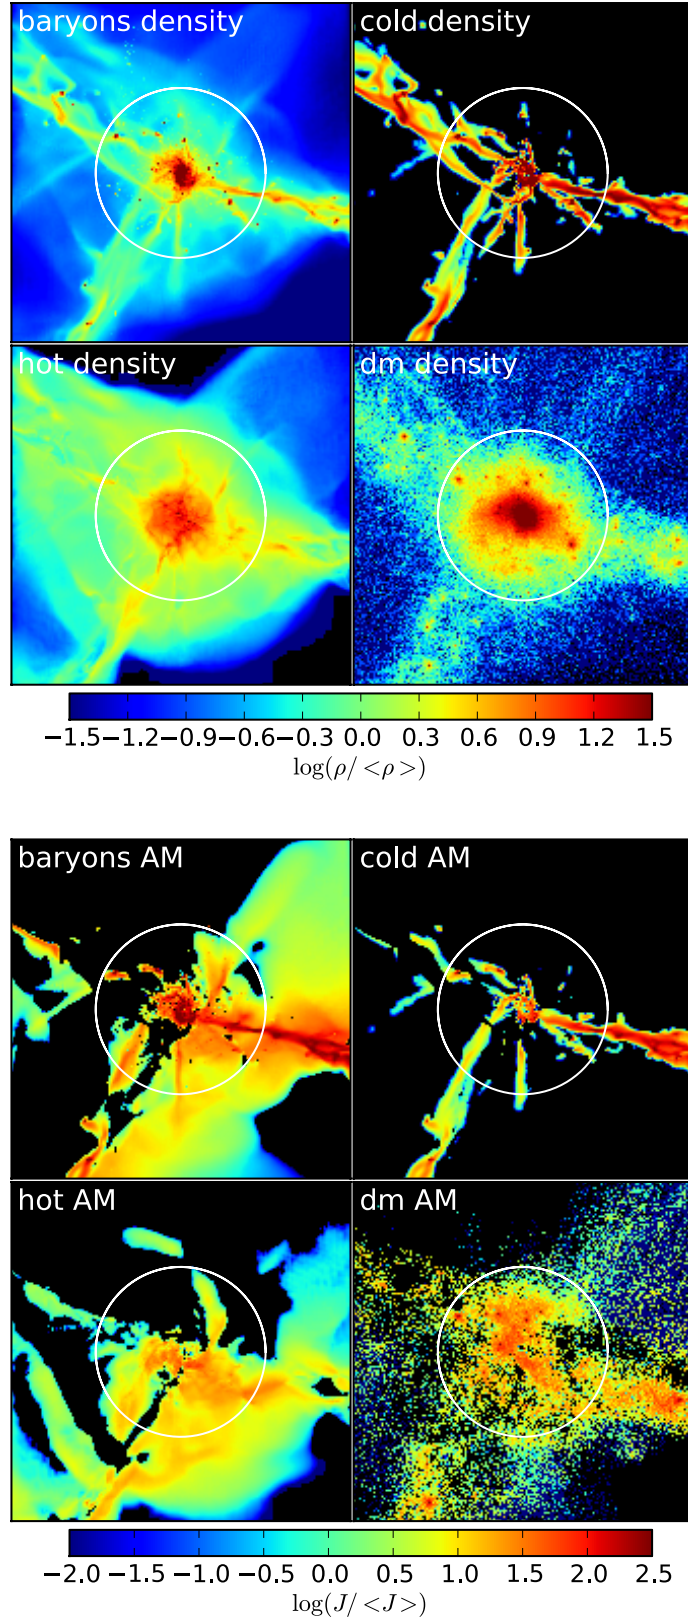 baryons density cold density
hot density dm density
−1.5 −1.2 −0.9 −0.6 −0.3 0.0 0.3 0.6 0.9 1.2 1.5
log(ρ/<ρ>)
baryons AM cold AM
hot AM dm AM
−2.0 −1.5 −1.0 −0.5 0.0 0.5 1.0 1.5 2.0 2.5
log(J/<J>)